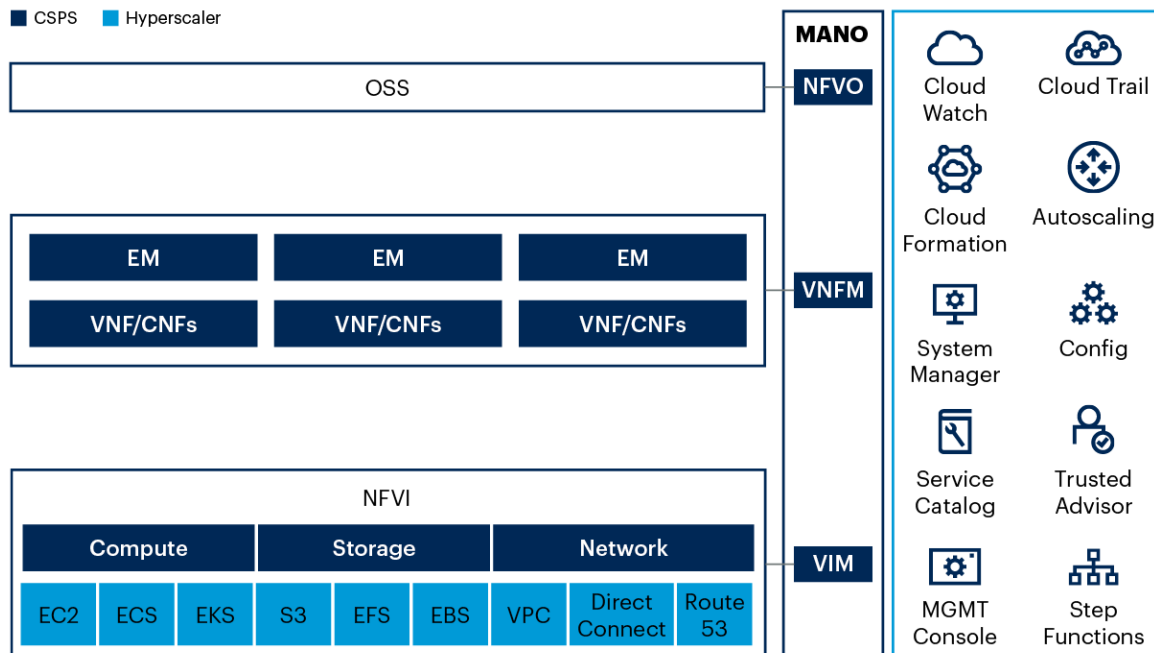 CSPS
Hyperscaler
OSS
EM
EM
EM
VNF/CNFs
VNF/CNFs
VNF/CNFs
NFVI
Compute
Storage
Network
EC2
ECS
EKS
S3
EFS
EBS
VPC
Direct
Connect
Route
53
MANO
NFVO
VNFM
VIM
Cloud
Watch
Cloud Trail
Cloud
Formation
Autoscaling
System
Manager
Config
Service
Catalog
Trusted
Advisor
MGMT
Console
Step
Functions